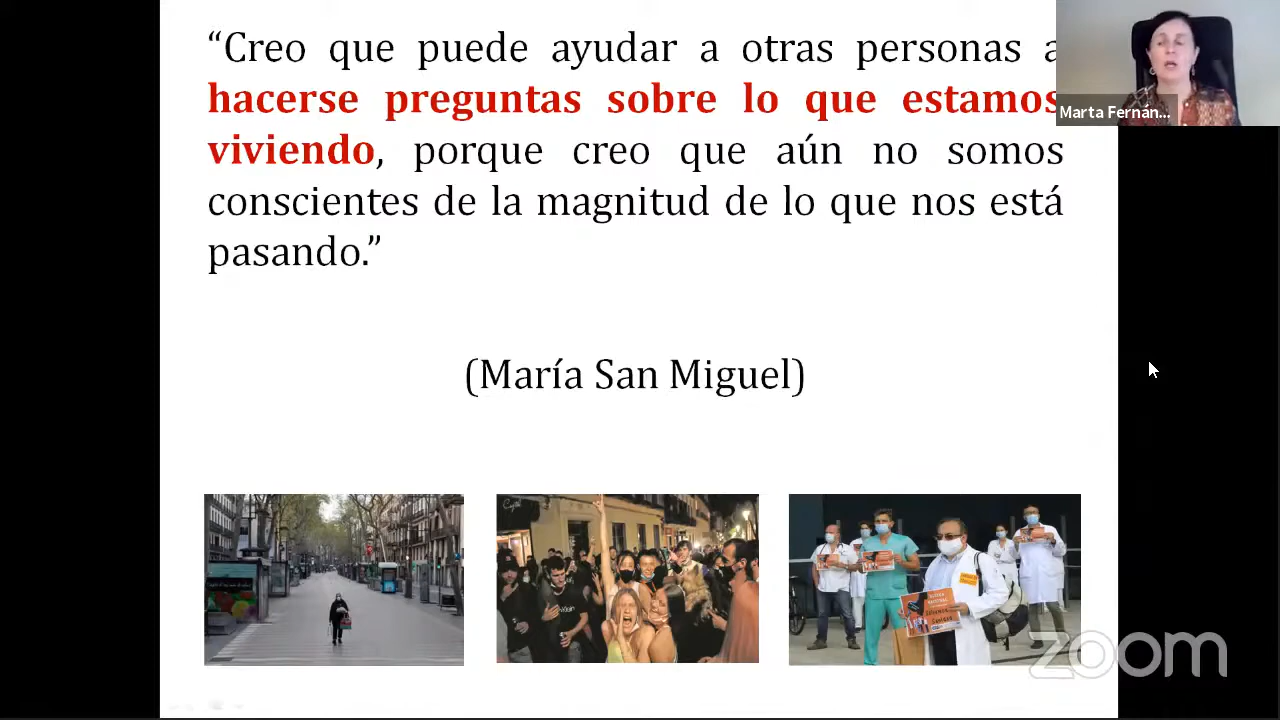 “Creo que puede ayudar a otras personas a
hacerse preguntas sobre lo que estamos
viviendo, porque creo que aún no somos
conscientes de la magnitud de lo que nos está
pasando.”
Marta Fernán...
(María San Miguel)
zoom